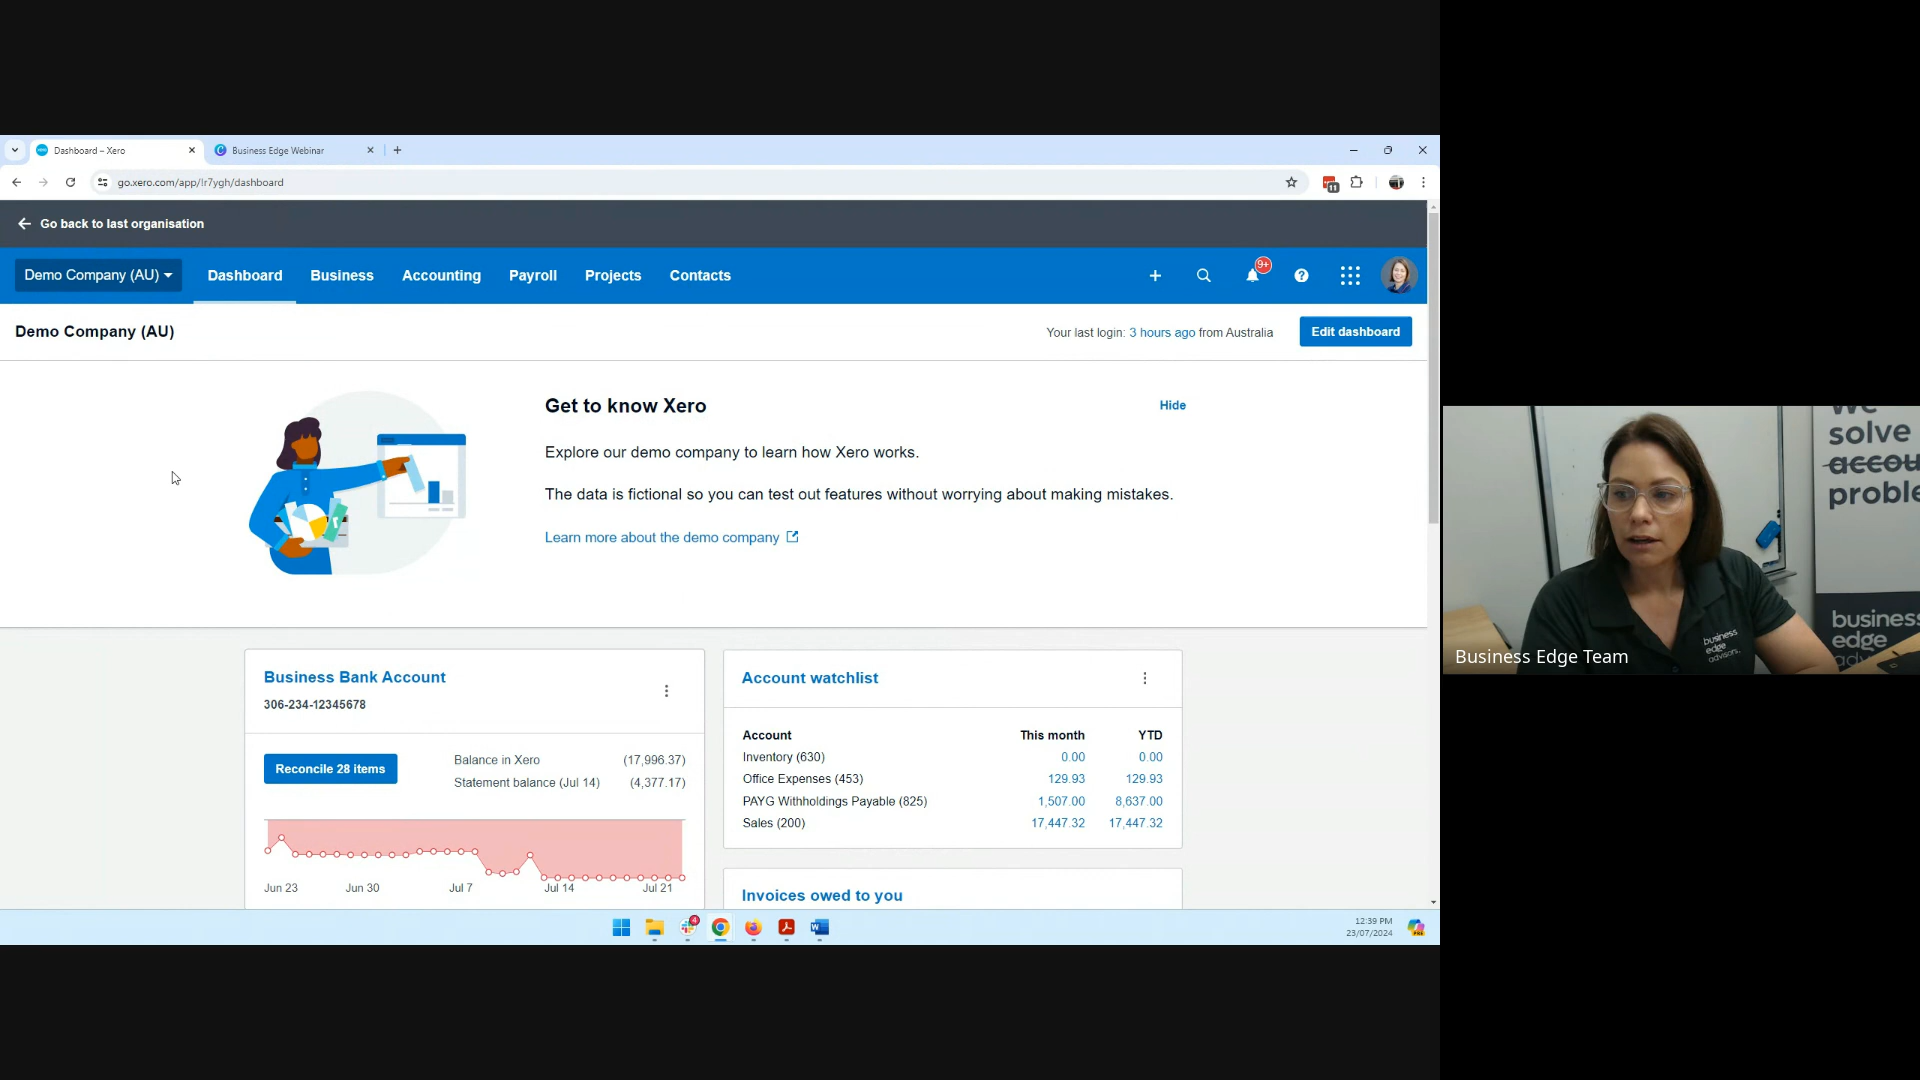 Dashboard – Xero
Business Edge Webinar
go.xero.com/app/!r7ygh/dashboard
11
Go back to last organisation
Demo Company (AU)
Dashboard
Business
Accounting
Payroll
Projects
Contacts
9+
Demo Company (AU)
Your last login: 3 hours ago from Australia
Edit dashboard
Get to know Xero
Hide
Explore our demo company to learn how Xero works.
The data is fictional so you can test out features without worrying about making mistakes.
Learn more about the demo company
Business Bank Account
306-234-12345678
Reconcile 28 items
Balance in Xero (17,996.37)
Statement balance (Jul 14) (4,377.17)
Jun 23 Jun 30 Jul 7 Jul 14 Jul 21
Account watchlist
Account This month YTD
Inventory (630) 0.00 0.00
Office Expenses (453) 129.93 129.93
PAYG Withholdings Payable (825) 1,507.00 8,637.00
Sales (200) 17,447.32 17,447.32
Invoices owed to you
4
12:39 PM
23/07/2024
We
solve
accou
proble
business
edge
advisors.
business
edge
adv
Business Edge Team